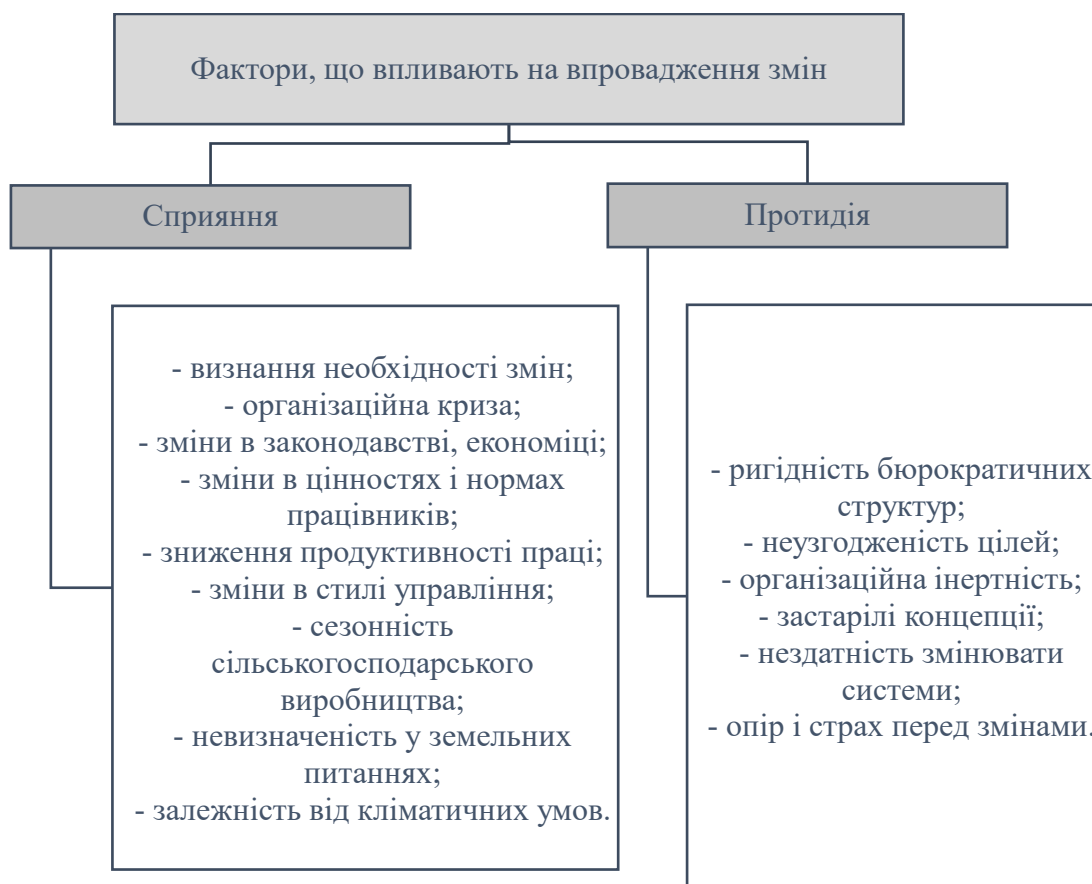 Фактори, що впливають на впровадження змін
Сприяння
- визнання необхідності змін;
- організаційна криза;
- зміни в законодавстві, економіці;
- зміни в цінностях і нормах
працівників;
- зниження продуктивності праці;
- зміни в стилі управління;
- сезонність
сільськогосподарського
виробництва;
- невизначеність у земельних
питаннях;
- залежність від кліматичних умов.
Протидія
- ригідність бюрократичних
структур;
- неузгодженість цілей;
- організаційна інертність;
- застарілі концепції;
- нездатність змінювати
системи;
- опір і страх перед змінами.